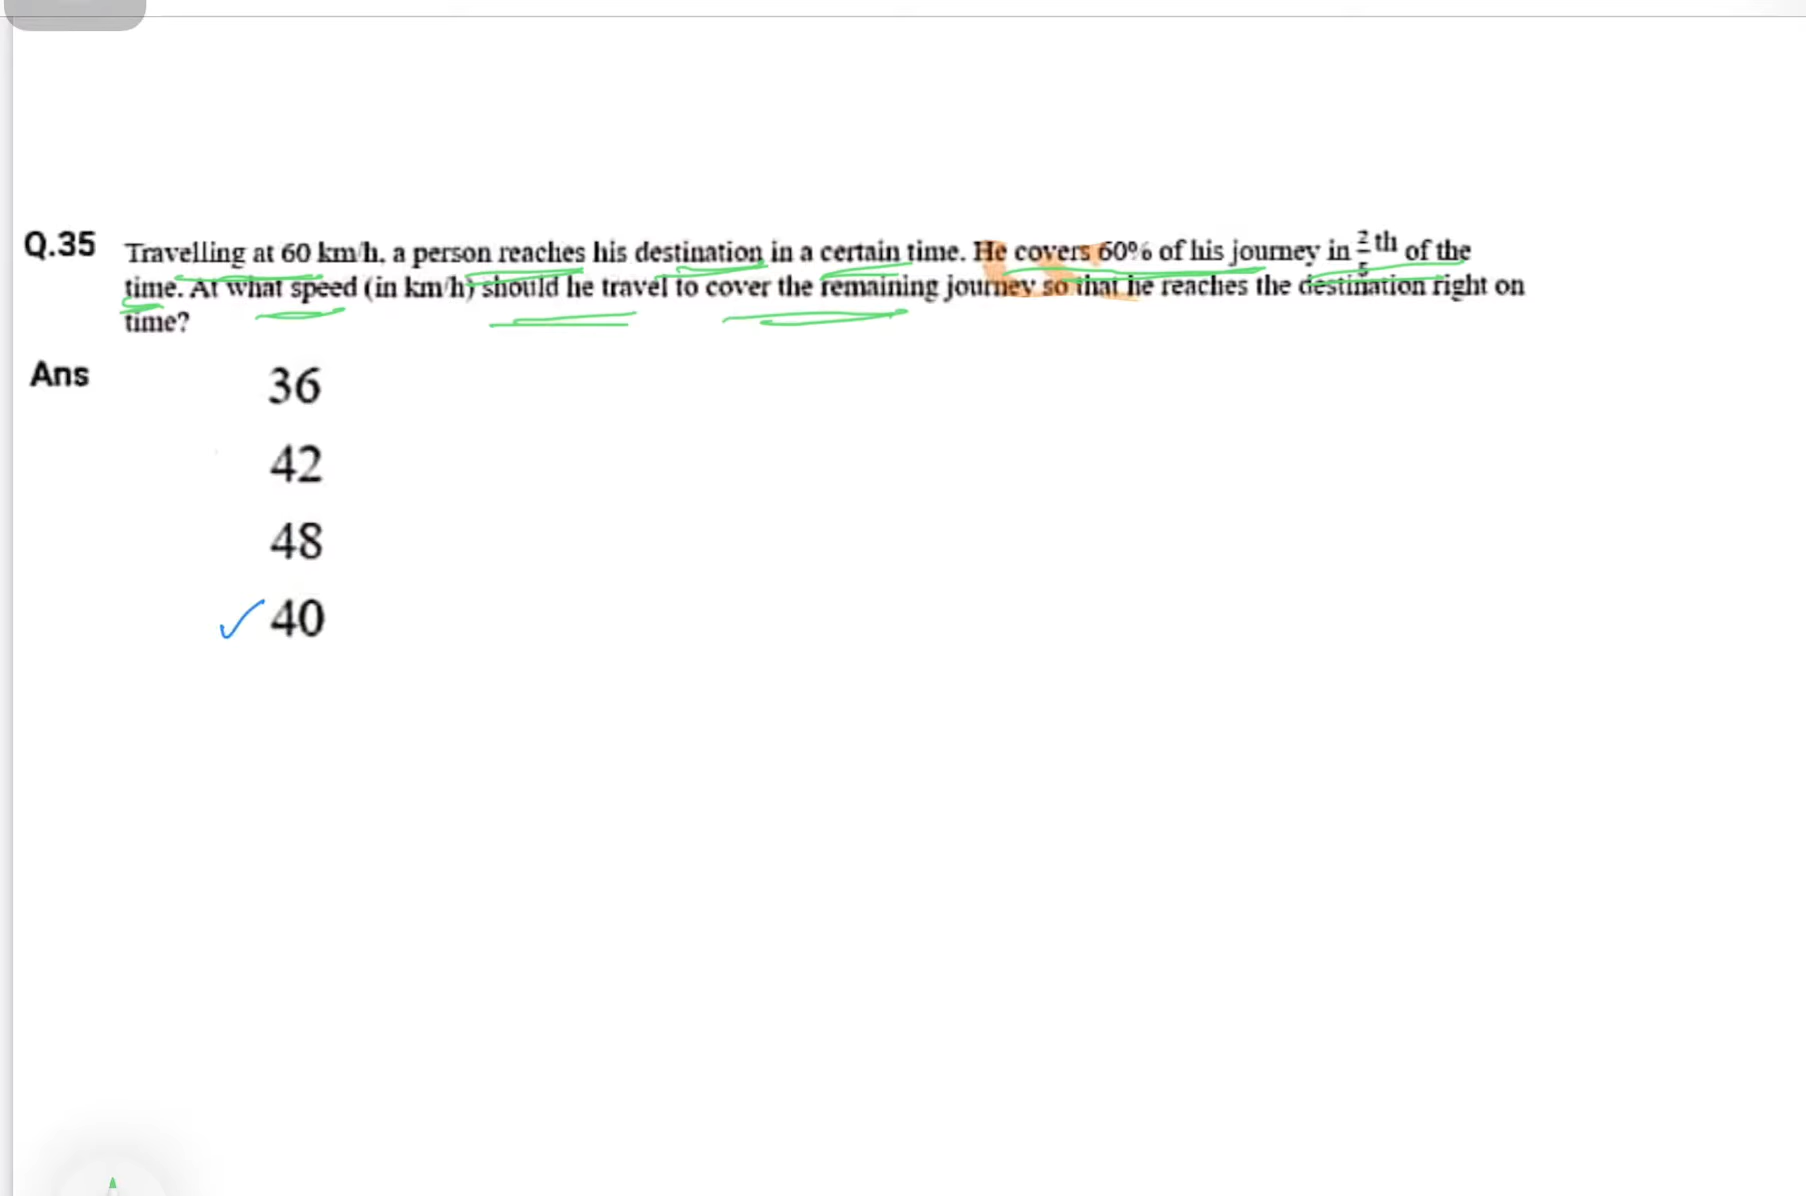 Q.35 Travelling at 60 km/h, a person reaches his destination in a certain time. He covers 60% of his journey in 2/5 th of the
time. At what speed (in km/h) should he travel to cover the remaining journey so that he reaches the destination right on
time?
Ans 36
42
48
40